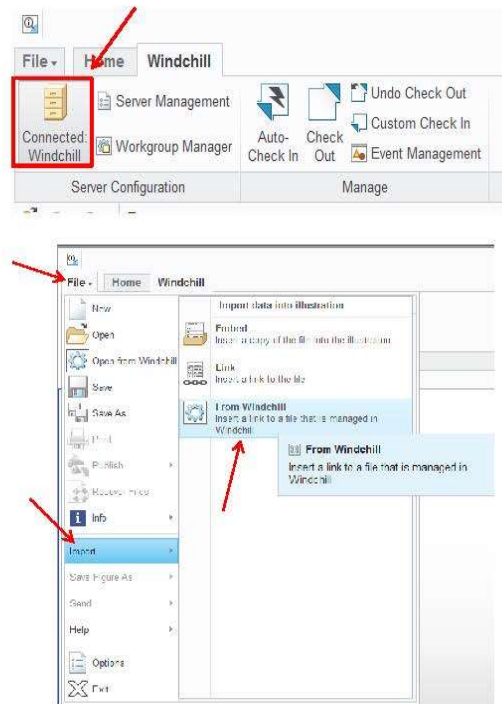 File Home Windchill
Connected: Windchill
Server Management
Workgroup Manager
Server Configuration
Auto-Check In
Check Out
Undo Check Out
Custom Check In
Event Management
Manage
File Home Windchill
New
Open
Open from Windchill
Save
Save As
Print
Publish
Info
Import
Save Figure As
Send
Help
Options
Exit
Import data into illustration
Embed
Insert a copy of the file into the illustration
Link
Insert a link to the file
From Windchill
Insert a link to a file that is managed in
Windchill
From Windchill
Insert a link to a file that is managed in
Windchill